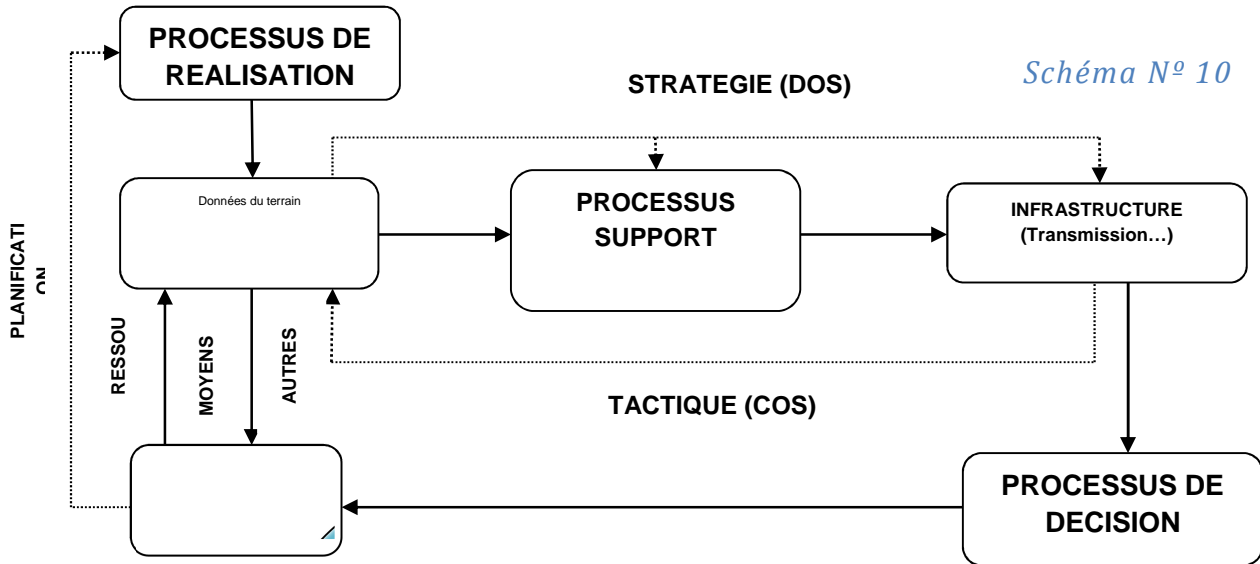 PROCESSUS DE
REALISATION
Schéma Nº 10
STRATEGIE (DOS)
Données du terrain
PROCESSUS
SUPPORT
INFRASTRUCTURE
(Transmission…)
PLANIFICATI
ON
RESSOU
MOYENS
AUTRES
TACTIQUE (COS)
PROCESSUS DE
DECISION